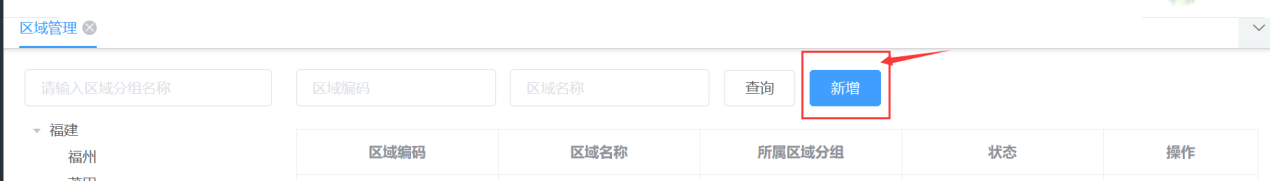 区域管理
请输入区域分组名称 区域编码 区域名称 查询 新增
福建
区域编码 区域名称 所属区域分组 状态 操作
福州